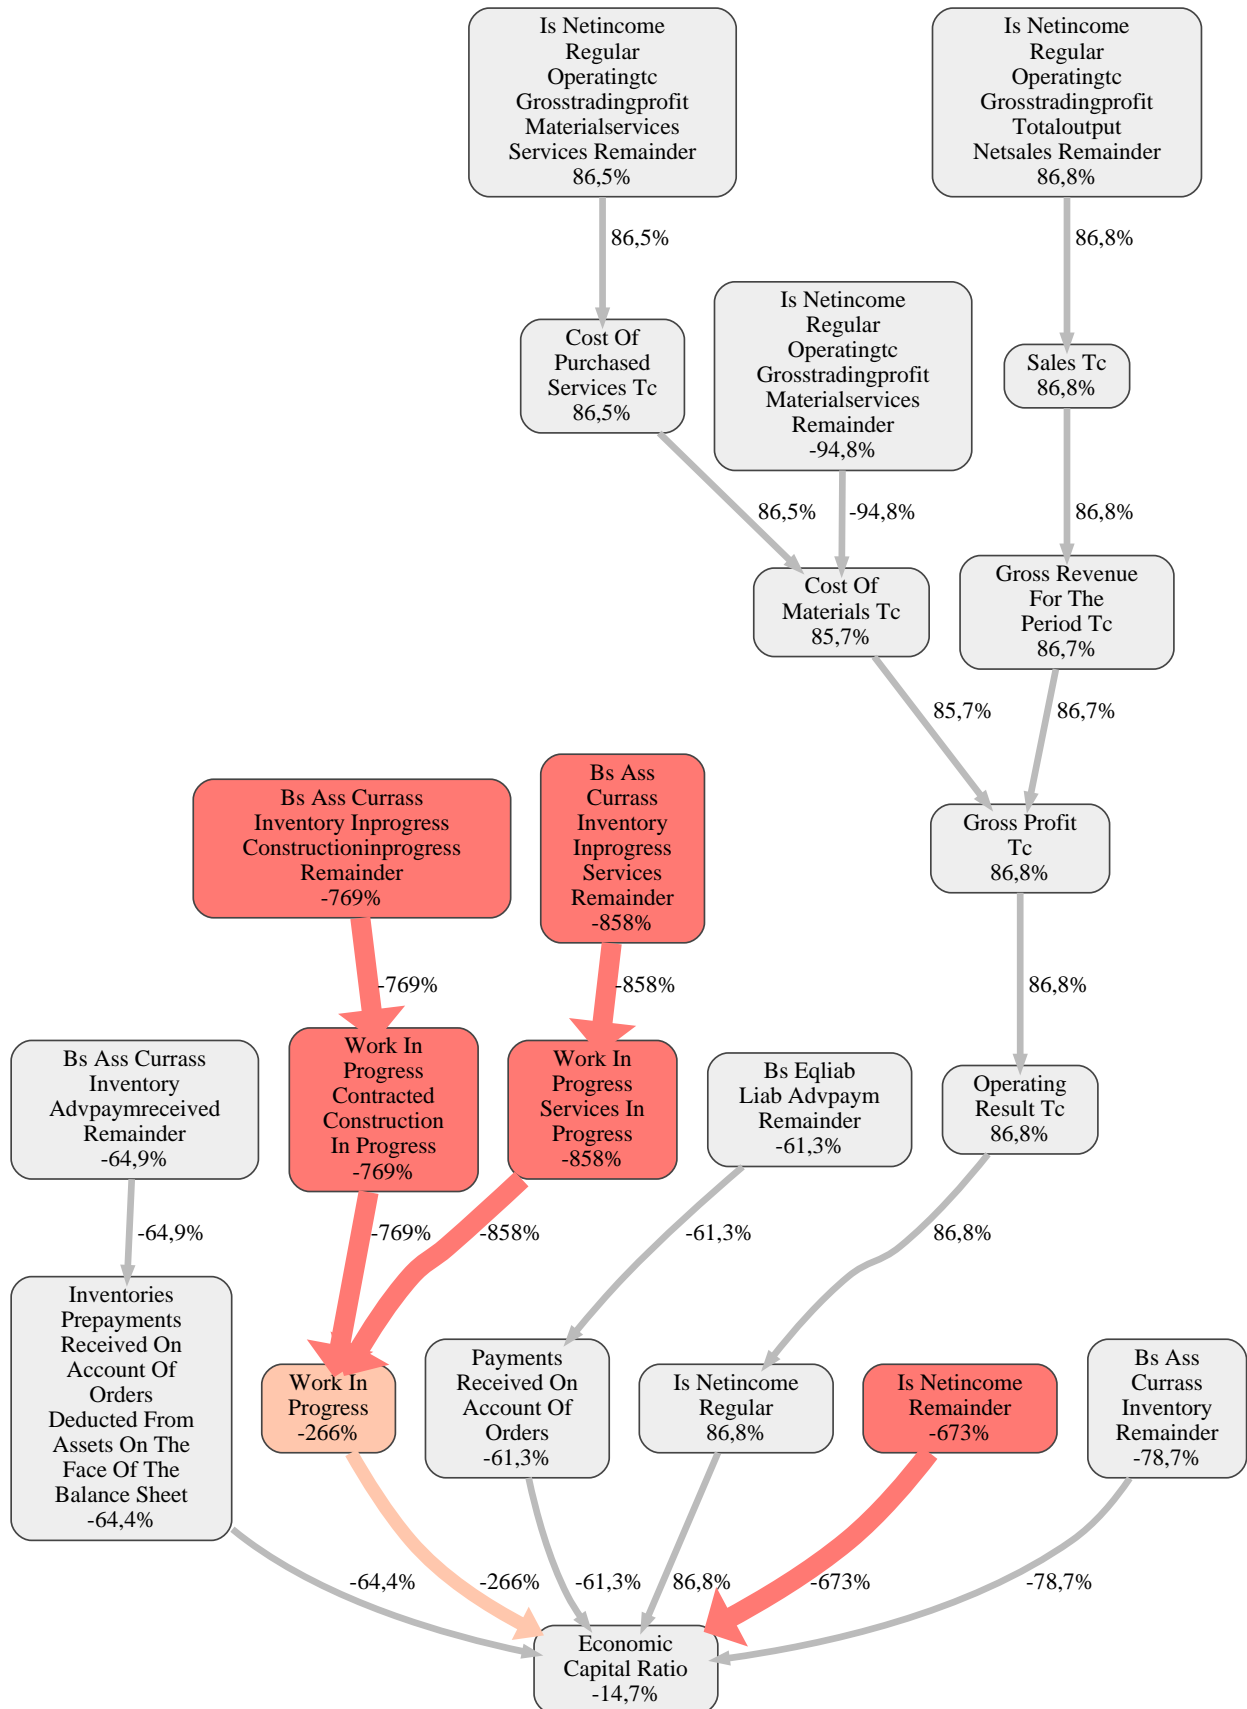 Is Netincome
Regular
Operatingtc
Grosstradingprofit
Materialservices
Services Remainder
86,5%
Is Netincome
Regular
Operatingtc
Grosstradingprofit
Totaloutput
Netsales Remainder
86,8%
86,5%
86,8%
Is Netincome
Regular
Operatingtc
Grosstradingprofit
Materialservices
Remainder
-94,8%
Cost Of
Purchased
Services Tc
86,5%
Sales Tc
86,8%
86,5%
-94,8%
86,8%
Cost Of
Materials Tc
85,7%
Gross Revenue
For The
Period Tc
86,7%
85,7%
86,7%
Bs Ass Currass
Inventory Inprogress
Constructioninprogress
Remainder
-769%
Bs Ass
Currass
Inventory
Inprogress
Services
Remainder
-858%
Gross Profit
Tc
86,8%
-769%
-858%
86,8%
Bs Ass Currass
Inventory
Advpaymreceived
Remainder
-64,9%
Work In
Progress
Contracted
Construction
In Progress
-769%
Work In
Progress
Services In
Progress
-858%
Bs Eqliab
Liab Advpaym
Remainder
-61,3%
Operating
Result Tc
86,8%
-64,9%
-769%
-858%
-61,3%
86,8%
Inventories
Prepayments
Received On
Account Of
Orders
Deducted From
Assets On The
Face Of The
Balance Sheet
-64,4%
Work In
Progress
-266%
Payments
Received On
Account Of
Orders
-61,3%
Is Netincome
Regular
86,8%
Is Netincome
Remainder
-673%
Bs Ass
Currass
Inventory
Remainder
-78,7%
-64,4%
-266%
-61,3%
86,8%
-673%
-78,7%
Economic
Capital Ratio
-14,7%